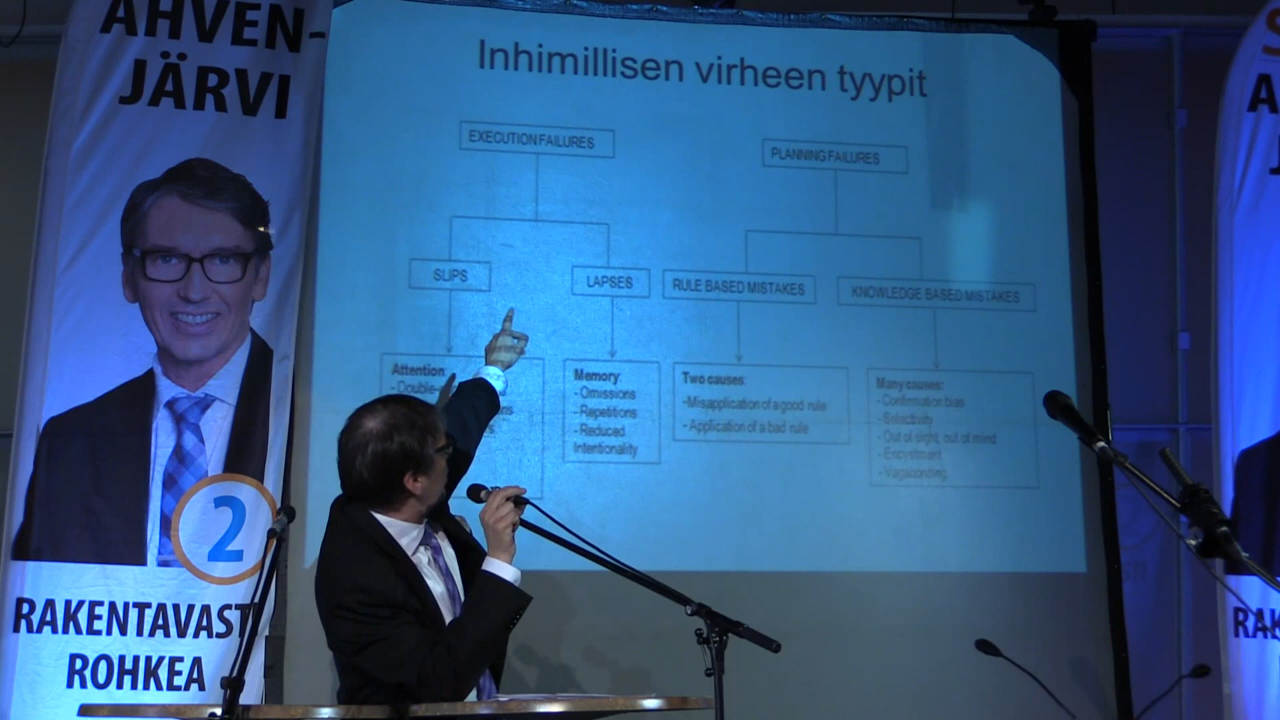 AHVEN-
JÄRVI
2
RAKENTAVASTI
ROHKEA
Inhimillisen virheen tyypit
EXECUTION FAILURES
PLANNING FAILURES
SLIPS
LAPSES
RULE BASED MISTAKES
KNOWLEDGE BASED MISTAKES
Attention:
- Double-
Memory:
- Omissions
- Repetitions
- Reduced
Intentionality
Two causes:
-Misapplication of a good rule
- Application of a bad rule
Many causes:
- Confirmation bias
- Selectivity
- Out of sight, out of mind
- Encystment
- Vagabonding
RAK